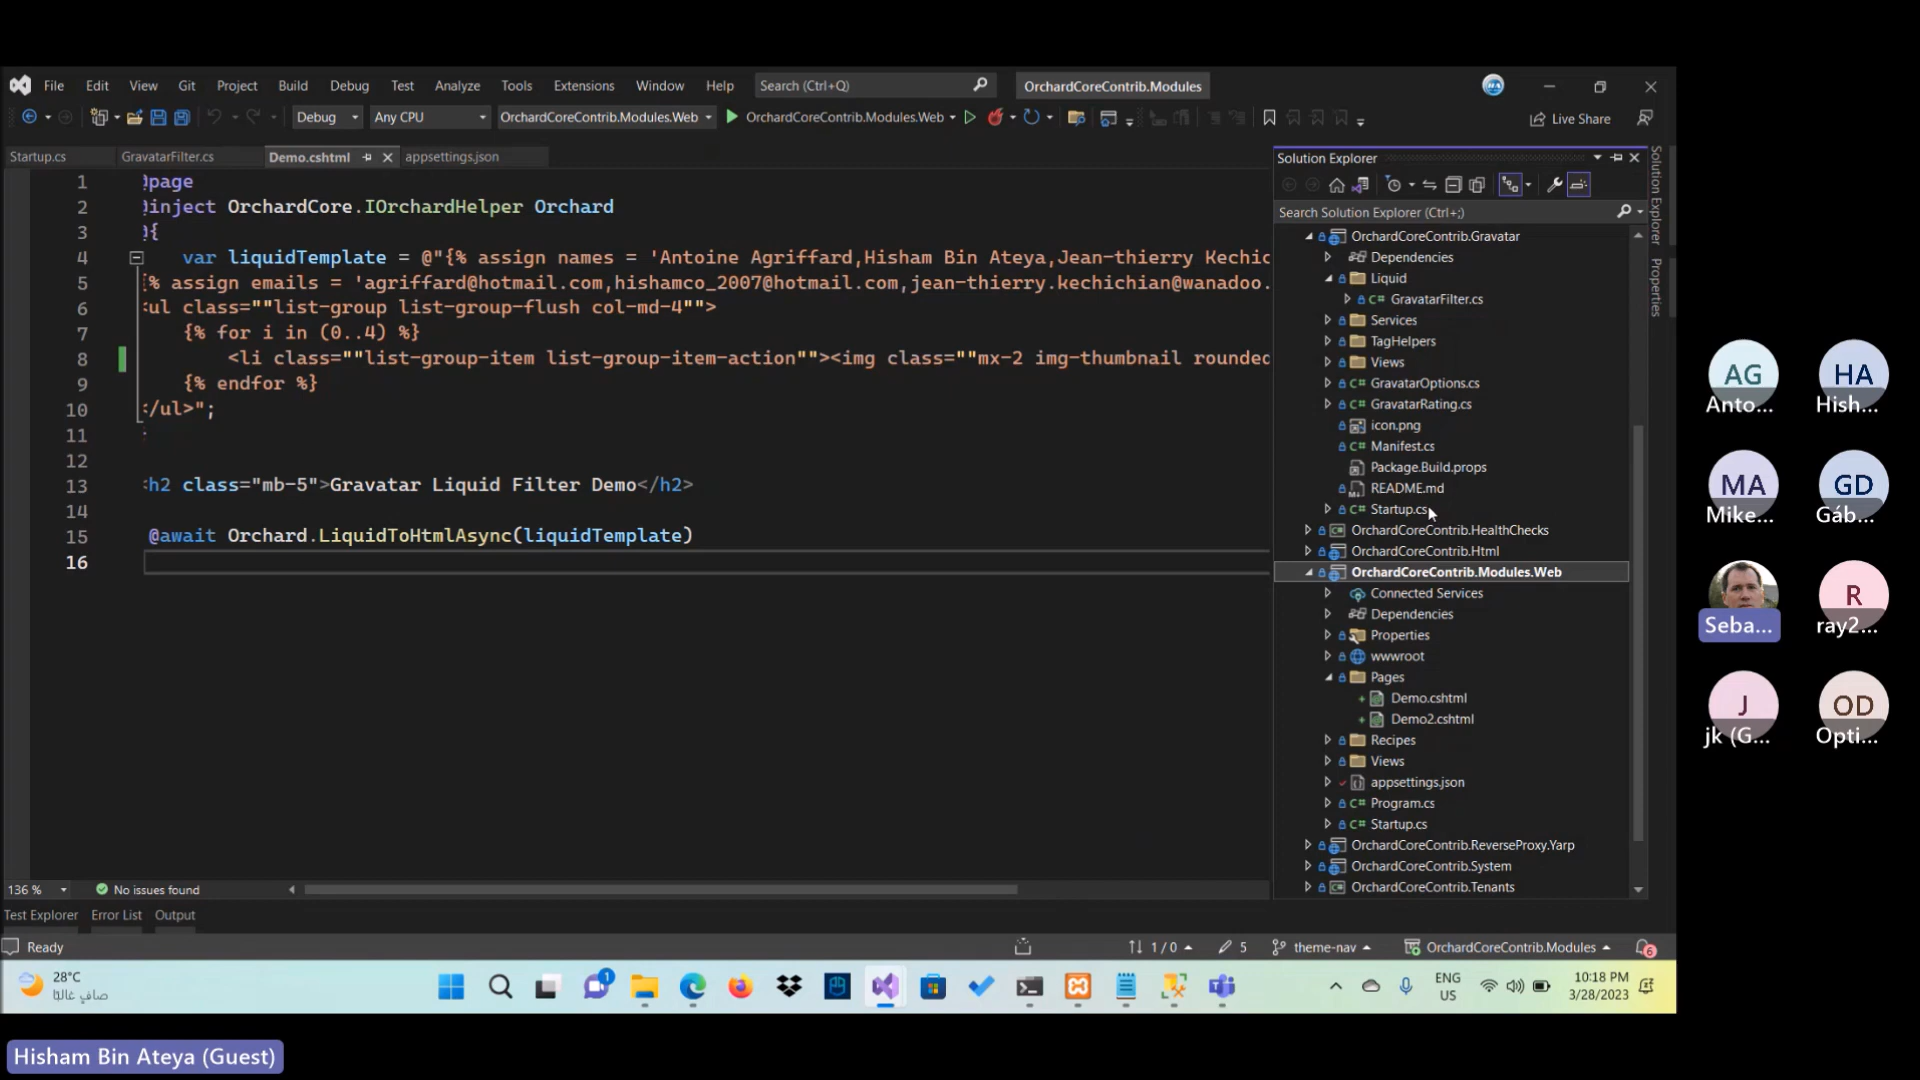 File Edit View Git Project Build Debug Test Analyze Tools Extensions Window Help Search (Ctrl+Q) OrchardCoreContrib.Modules
Debug Any CPU OrchardCoreContrib.Modules.Web OrchardCoreContrib.Modules.Web Live Share
Startup.cs GravatarFilter.cs Demo.cshtml appsettings.json
1 @page
2 @inject OrchardCore.IOrchardHelper Orchard
3 @{
4 var liquidTemplate = @"{% assign names = 'Antoine Agriffard,Hisham Bin Ateya,Jean-thierry Kechic
5 {% assign emails = 'agriffard@hotmail.com,hishamco_2007@hotmail.com,jean-thierry.kechichian@wanadoo.
6 <ul class=""list-group list-group-flush col-md-4"">
7 {% for i in (0..4) %}
8 <li class=""list-group-item list-group-item-action""><img class=""mx-2 img-thumbnail rounded
9 {% endfor %}
10 </ul>";
11 }
12
13 <h2 class="mb-5">Gravatar Liquid Filter Demo</h2>
14
15 @await Orchard.LiquidToHtmlAsync(liquidTemplate)
16
136 % No issues found
Test Explorer Error List Output
Ready 1 / 0 5 theme-nav OrchardCoreContrib.Modules 6
Solution Explorer
Search Solution Explorer (Ctrl+;)
OrchardCoreContrib.Gravatar
Dependencies
Liquid
C# GravatarFilter.cs
Services
TagHelpers
Views
C# GravatarOptions.cs
C# GravatarRating.cs
icon.png
C# Manifest.cs
Package.Build.props
README.md
C# Startup.cs
OrchardCoreContrib.HealthChecks
OrchardCoreContrib.Html
OrchardCoreContrib.Modules.Web
Connected Services
Dependencies
Properties
wwwroot
Pages
Demo.cshtml
Demo2.cshtml
Recipes
Views
appsettings.json
C# Program.cs
C# Startup.cs
OrchardCoreContrib.ReverseProxy.Yarp
OrchardCoreContrib.System
OrchardCoreContrib.Tenants
Solution Explorer
Properties
28°C
صافٍ غالبًا
1
ENG
US
10:18 PM
3/28/2023
AG
Anto...
HA
Hish...
MA
Mike...
GD
Gáb...
Seba...
R
ray2...
J
jk (G...
OD
Opti...
Hisham Bin Ateya (Guest)